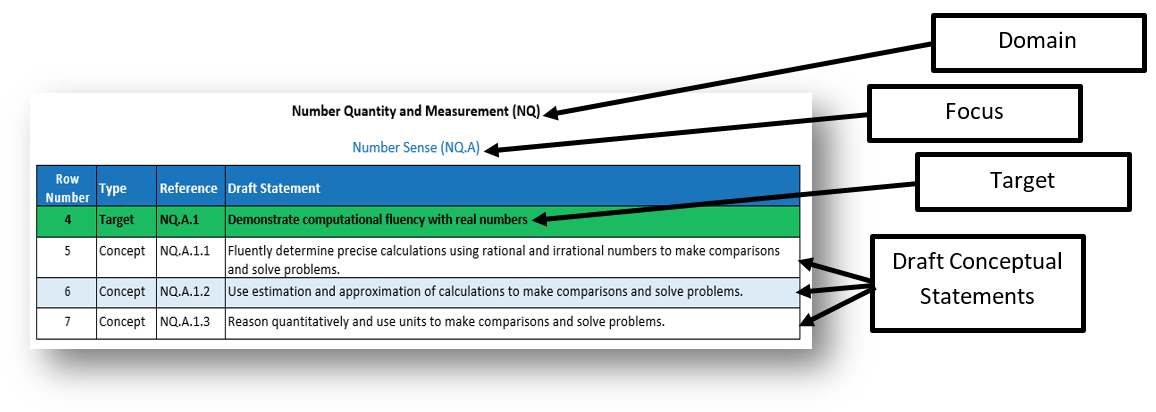 Domain
Number Quantity and Measurement (NQ)
Focus
Number Sense (NQ.A)
Target
Row Number Type Reference Draft Statement
4 Target NQ.A.1 Demonstrate computational fluency with real numbers
5 Concept NQ.A.1.1 Fluently determine precise calculations using rational and irrational numbers to make comparisons
and solve problems.
6 Concept NQ.A.1.2 Use estimation and approximation of calculations to make comparisons and solve problems.
7 Concept NQ.A.1.3 Reason quantitatively and use units to make comparisons and solve problems.
Draft Conceptual
Statements